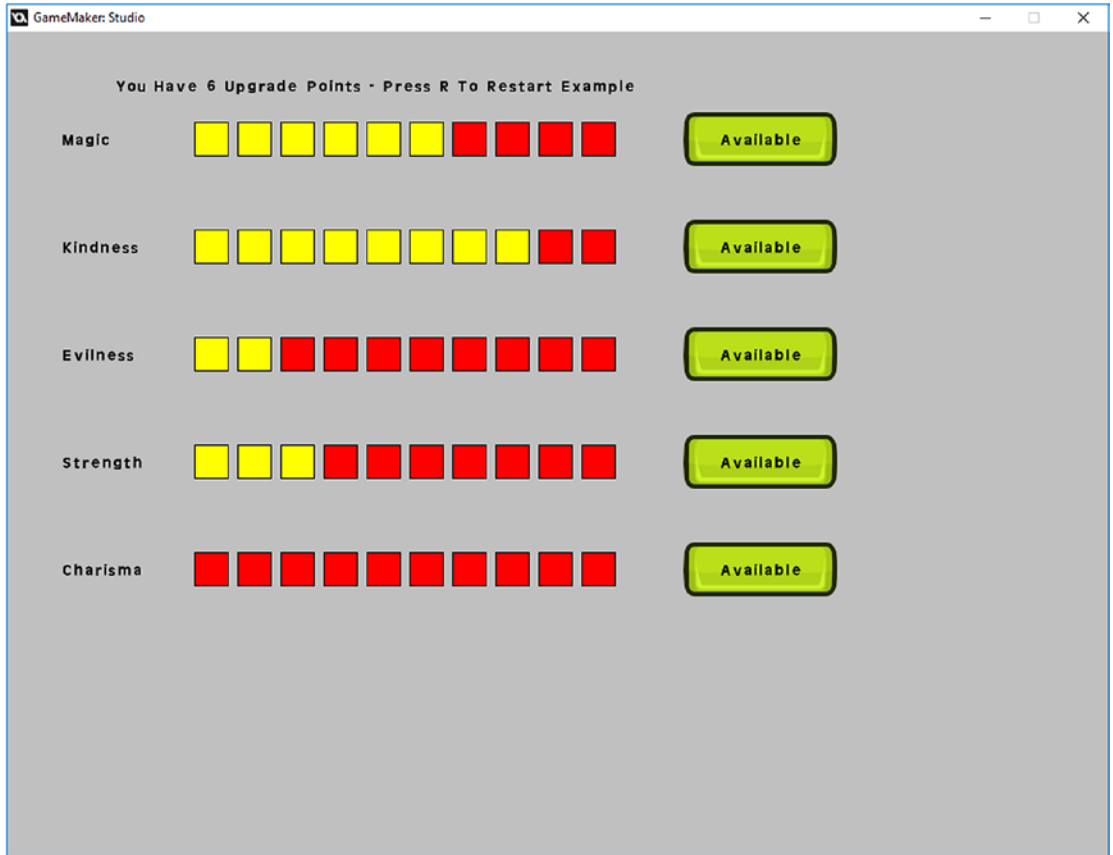 GameMaker: Studio
You Have 6 Upgrade Points - Press R To Restart Example
Magic Available
Kindness Available
Evilness Available
Strength Available
Charisma Available